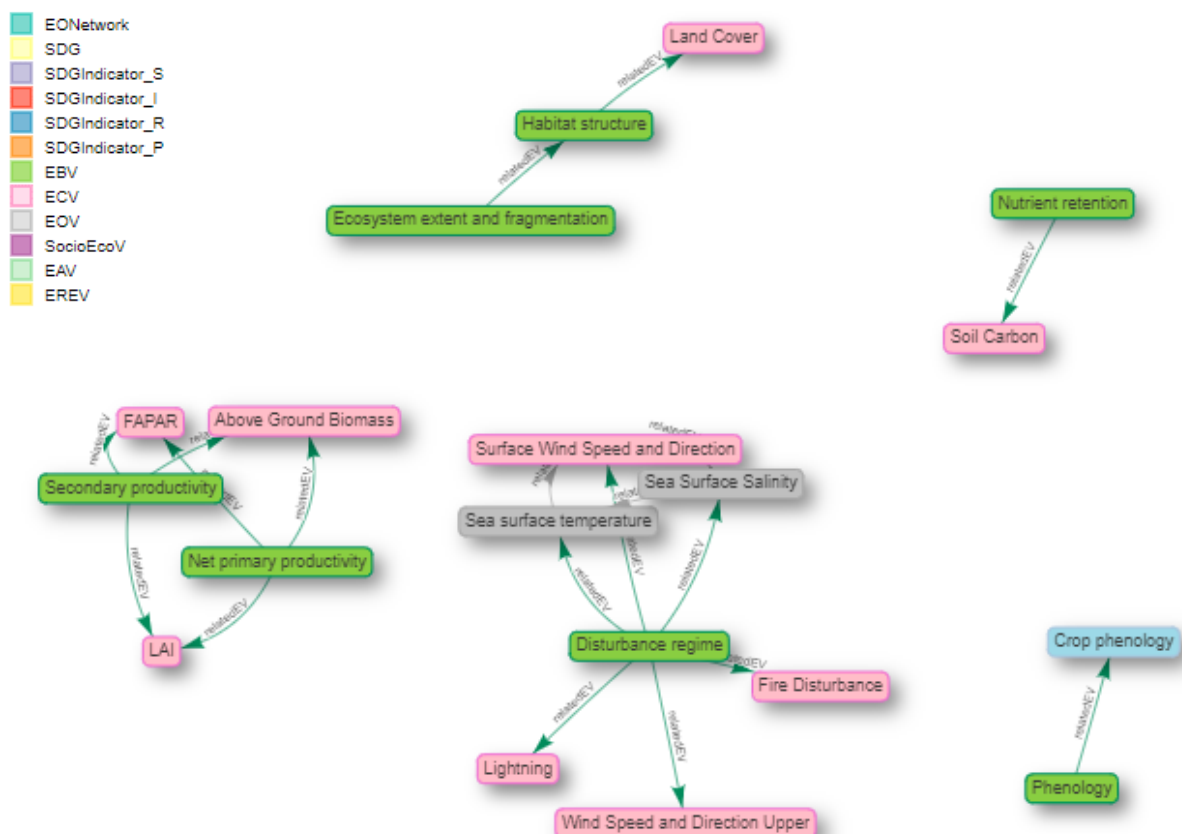 EONetwork
SDG
SDGIndicator_S
SDGIndicator_I
SDGIndicator_R
SDGIndicator_P
EBV
ECV
EOV
SocioEcoV
EAV
EREV
Land Cover
relatedEV
Habitat structure
relatedEV
Ecosystem extent and fragmentation
Nutrient retention
relatedEV
Soil Carbon
FAPAR
Above Ground Biomass
relatedEV
Secondary productivity
relatedEV
Net primary productivity
relatedEV
relatedEV
LAI
Surface Wind Speed and Direction
relatedEV
Sea Surface Salinity
Sea surface temperature
relatedEV
relatedEV
Disturbance regime
Fire Disturbance
relatedEV
Lightning
relatedEV
Wind Speed and Direction Upper
Crop phenology
relatedEV
Phenology